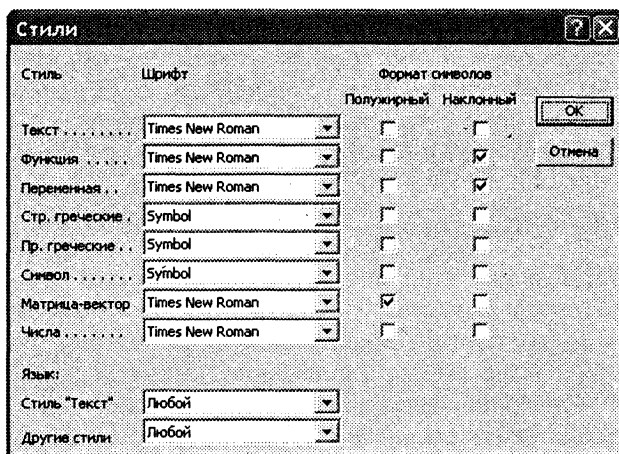 Стили
Стиль Шрифт Формат символов
Полужирный Наклонный
OK
Текст . . . . . . . . Times New Roman
Функция . . . . . Times New Roman
Отмена
Переменная . . Times New Roman
Стр. греческие . Symbol
Пр. греческие . . Symbol
Символ . . . . . . . Symbol
Матрица-вектор Times New Roman
Числа . . . . . . . Times New Roman
Язык:
Стиль "Текст" Любой
Другие стили Любой